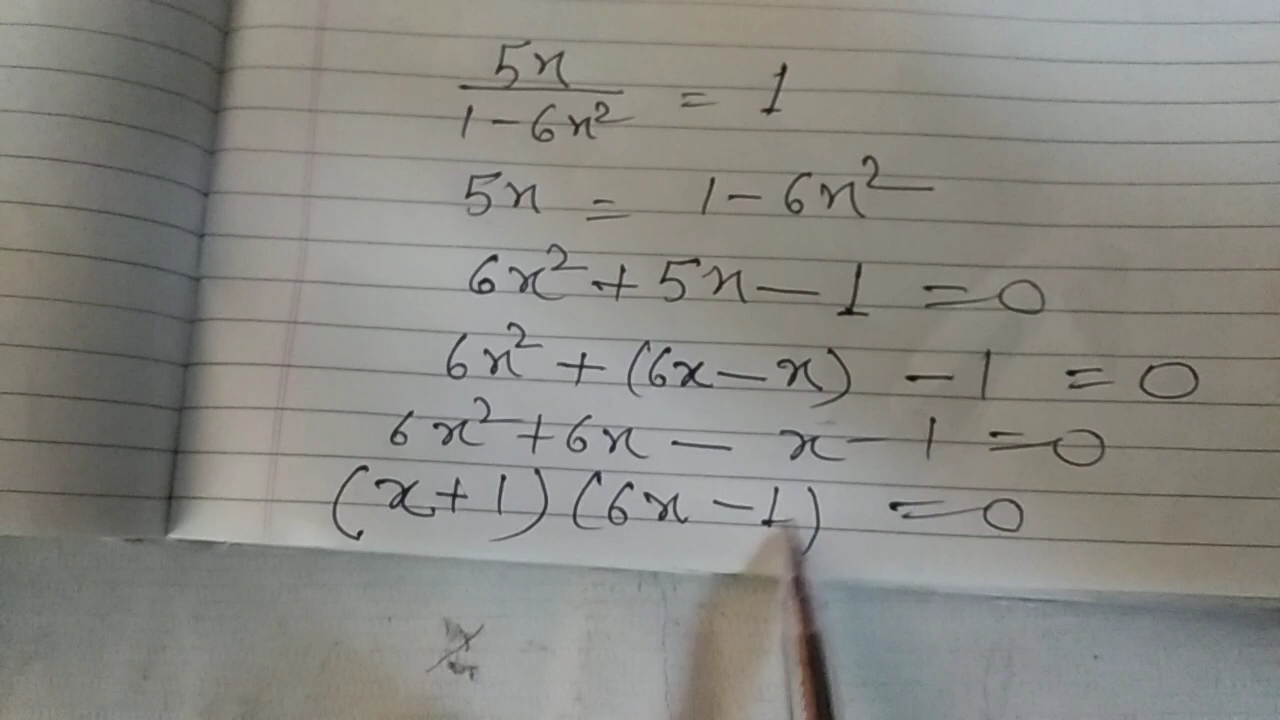 5x/(1-6x²) = 1
5x = 1-6x²
6x²+5x-1=0
6x²+(6x-x)-1=0
6x²+6x-x-1=0
(x+1)(6x-1)=0